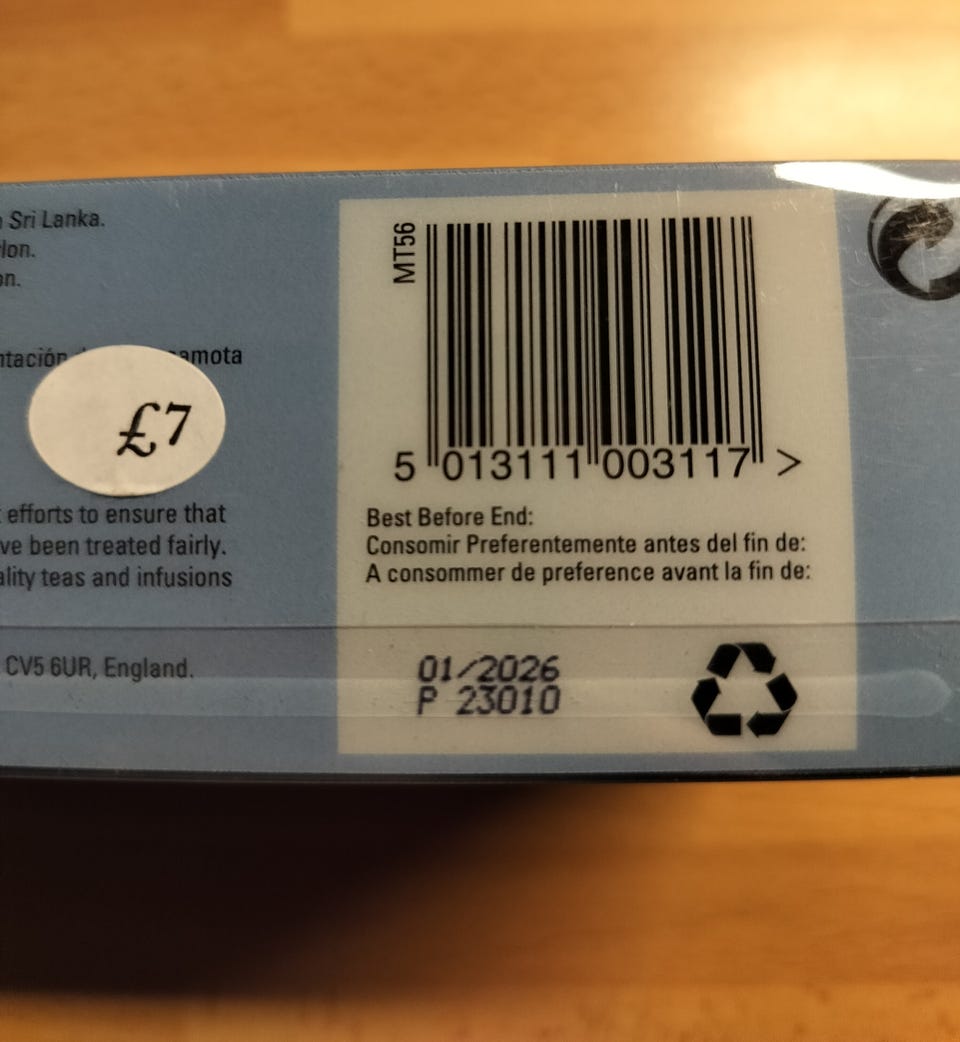 Sri Lanka.
on.
amota
£7
efforts to ensure that
been treated fairly.
teas and infusions
CV5 6UR, England.
MT56
5 013111 003117 >
Best Before End:
Consomir Preferentemente antes del fin de:
A consommer de preference avant la fin de:
01/2026
P 23010